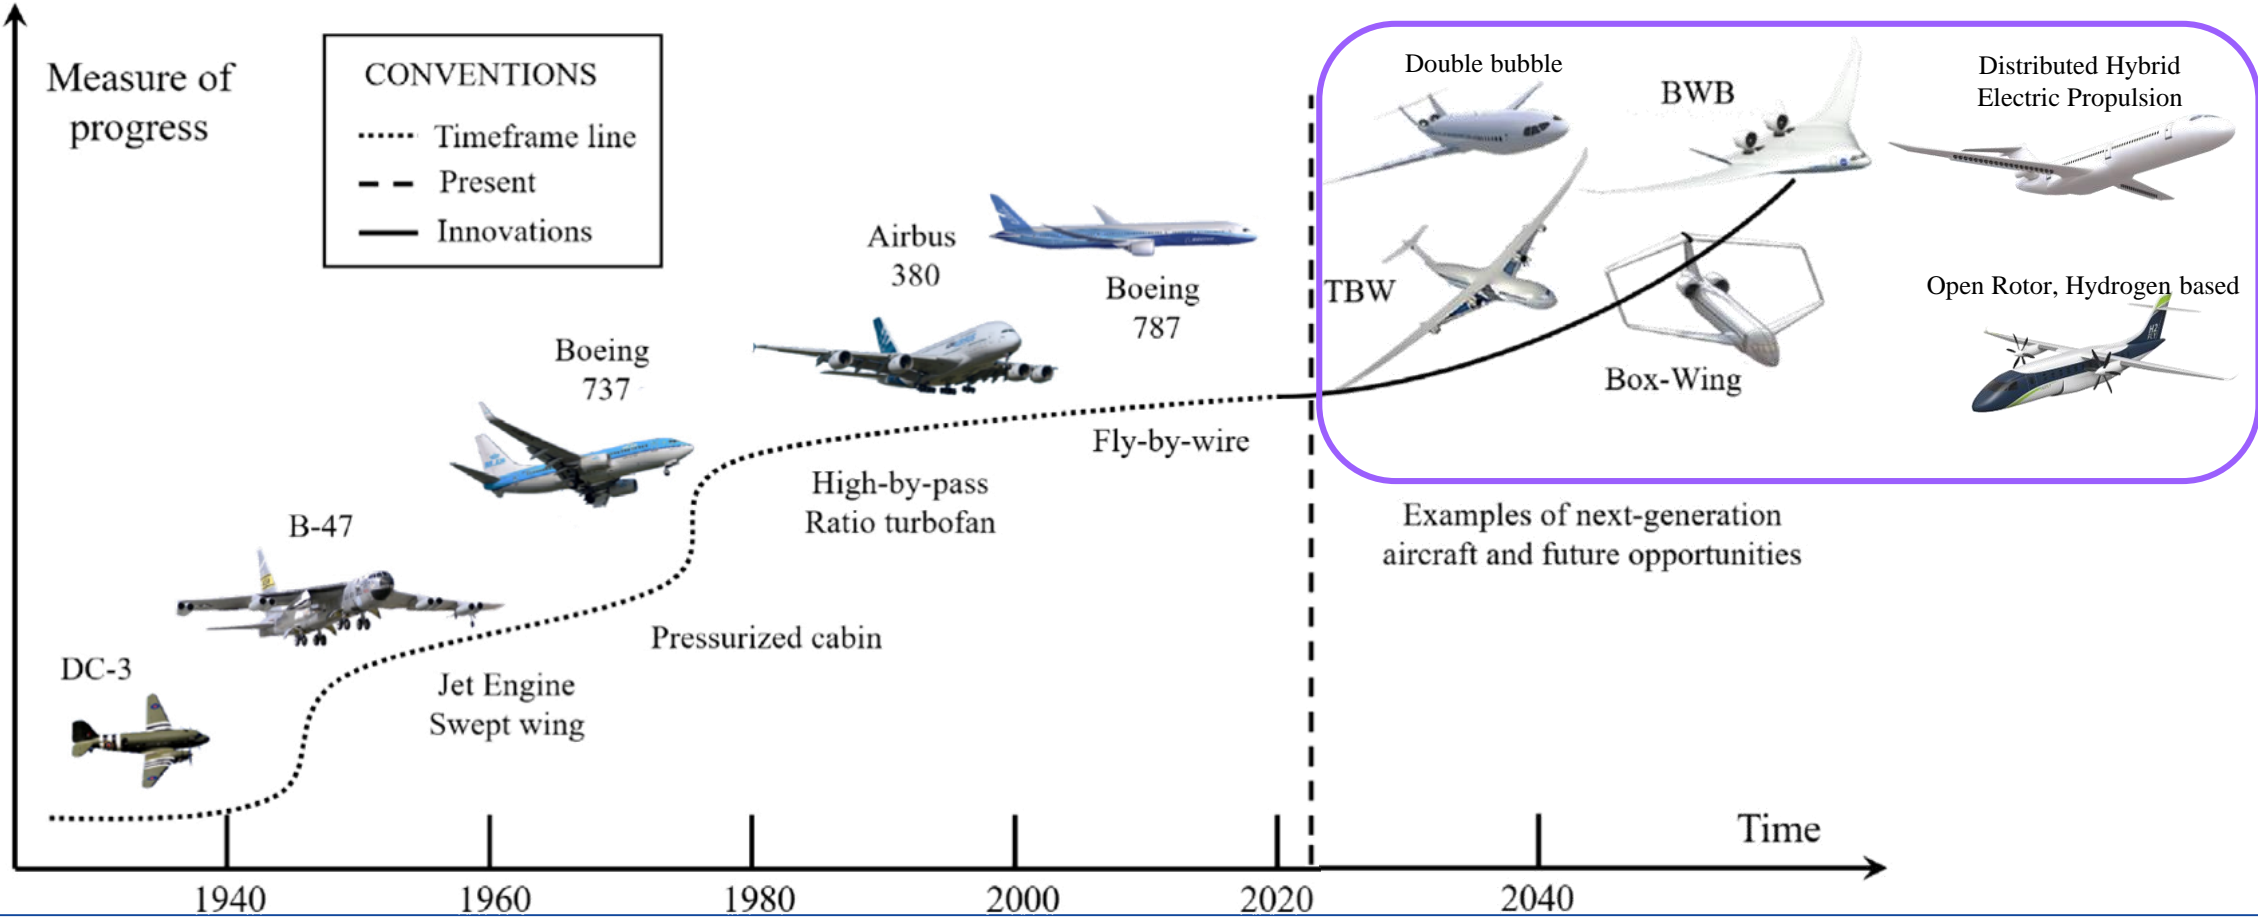 Measure of
progress
CONVENTIONS
Timeframe line
Present
Innovations
DC-3
B-47
Boeing
737
Airbus
380
Boeing
787
Jet Engine
Swept wing
Pressurized cabin
High-by-pass
Ratio turbofan
Fly-by-wire
Double bubble
BWB
Distributed Hybrid
Electric Propulsion
TBW
Box-Wing
Open Rotor, Hydrogen based
Examples of next-generation
aircraft and future opportunities
Time
1940
1960
1980
2000
2020
2040